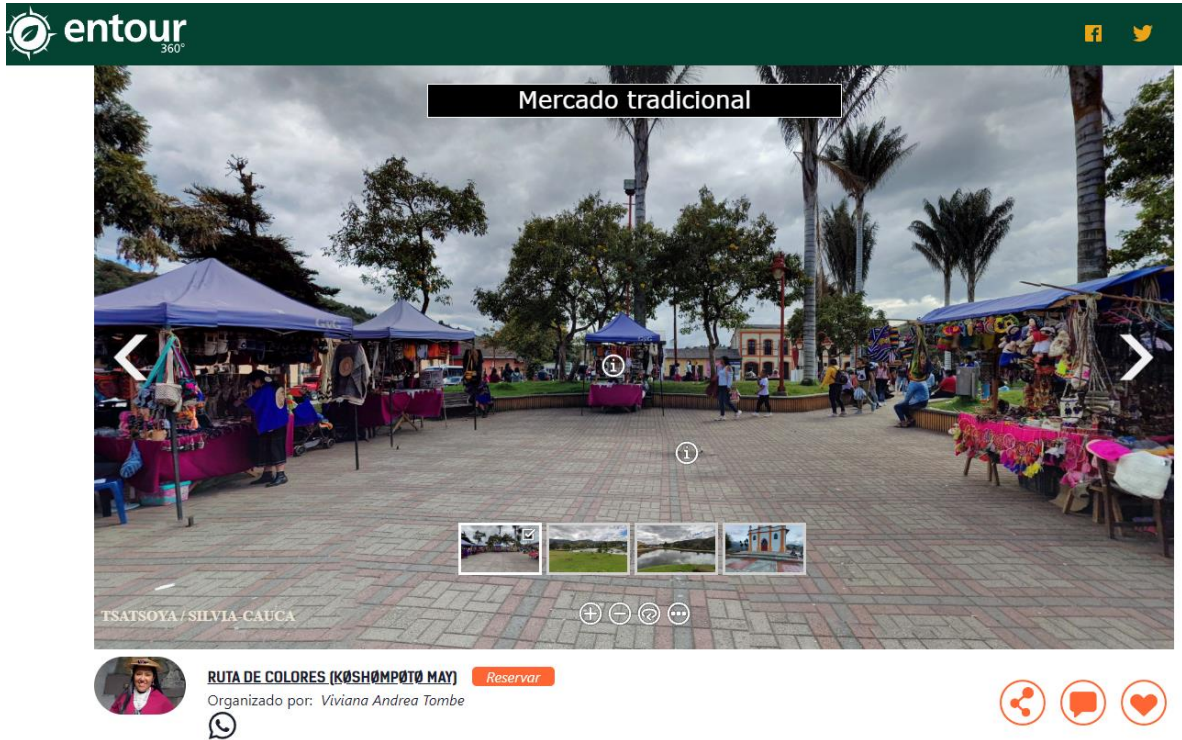 entour
360°
Mercado tradicional
TSATSOYA / SILVIA-CAUCA
RUTA DE COLORES (KØSHØMPØTØ MAY)
Reservar
Organizado por: Viviana Andrea Tombe